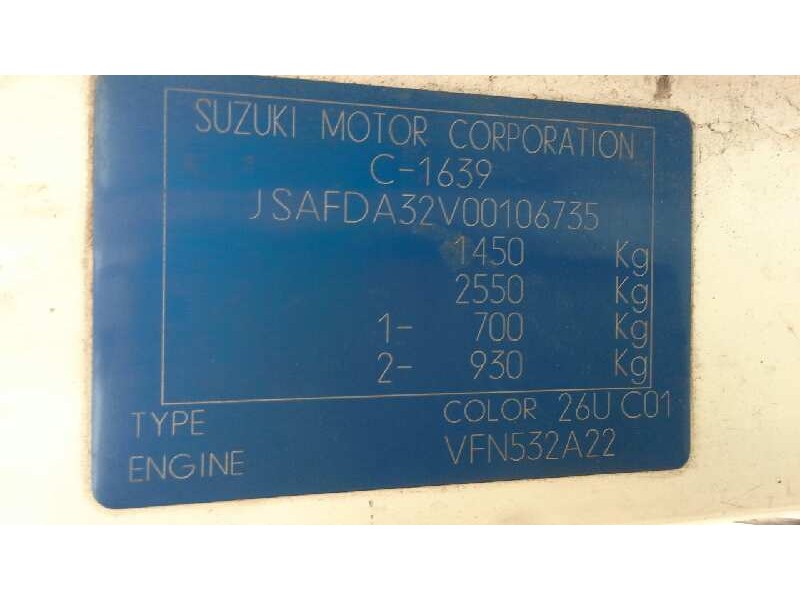 SUZUKI MOTOR CORPORATION
C-1639
JSAFDA32V00106735
1450 Kg
2550 Kg
1- 700 Kg
2- 930 Kg
TYPE COLOR 26U C01
ENGINE VFN532A22